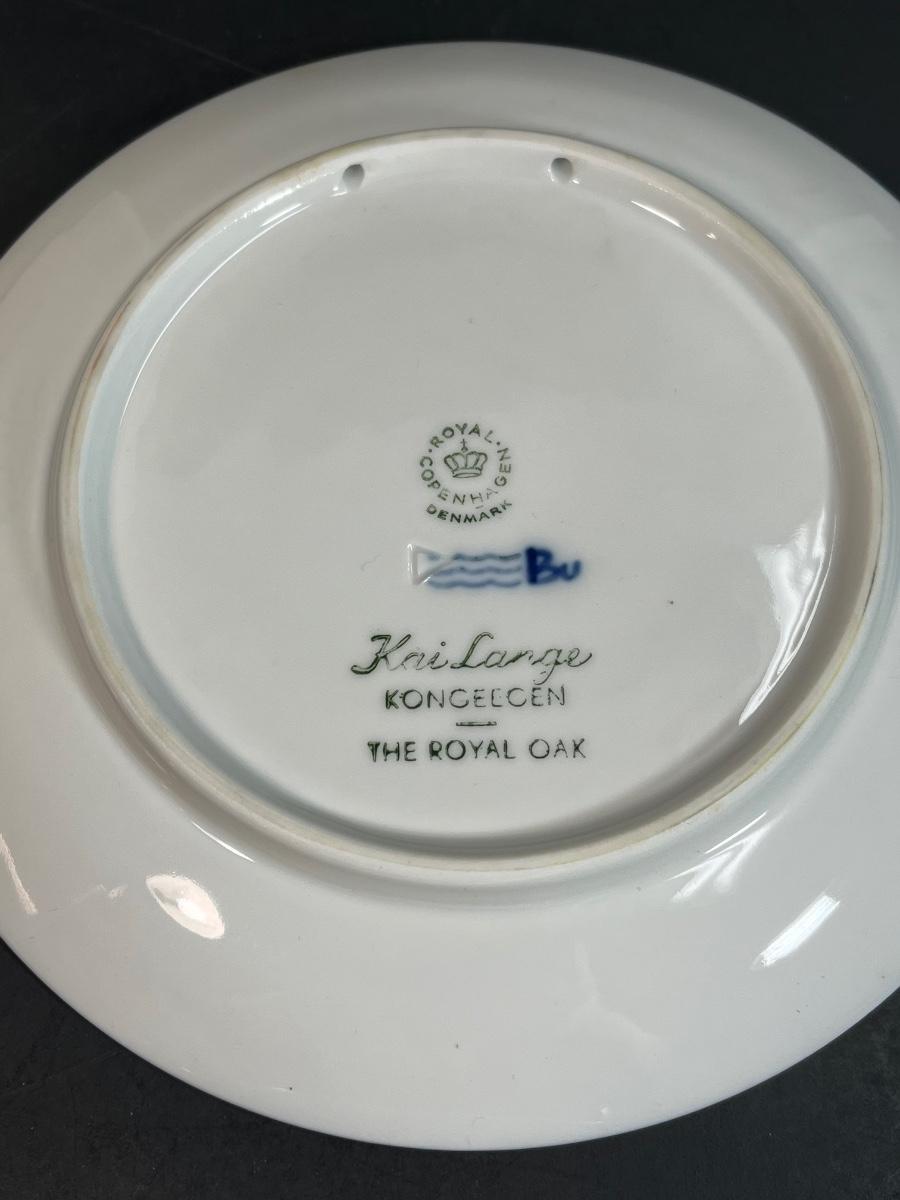 ROYAL COPENHAGEN
DENMARK
Bu
Kai Lange
KONGEEGEN
THE ROYAL OAK